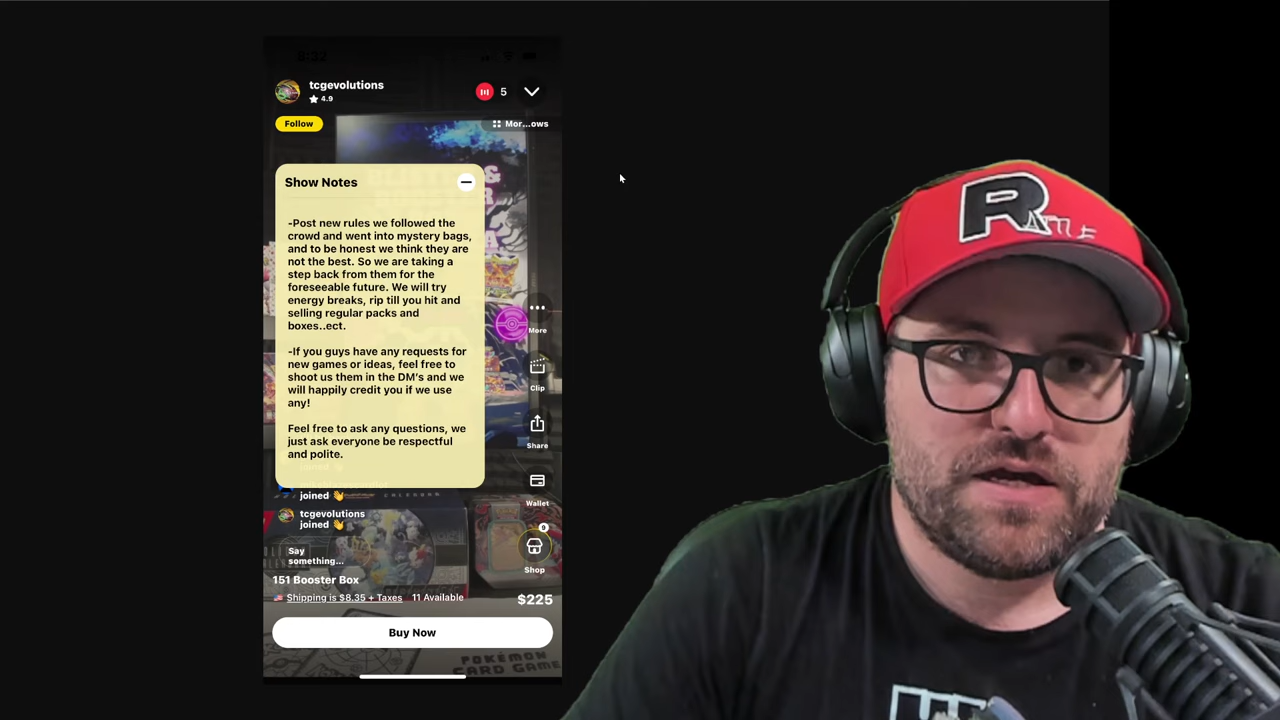 9:32
tcgevolutions
★ 4.9
5
Follow
Mor...ows
Show Notes
-Post new rules we followed the
crowd and went into mystery bags,
and to be honest we think they are
not the best. So we are taking a
step back from them for the
foreseeable future. We will try
energy breaks, rip till you hit and
selling regular packs and
boxes..ect.
-If you guys have any requests for
new games or ideas, feel free to
shoot us them in the DM's and we
will happily credit you if we use
any!
Feel free to ask any questions, we
just ask everyone be respectful
and polite.
More
Clip
Share
Wallet
9
Shop
joined 👋
joined 👋
tcgevolutions
joined 👋
Say
something...
151 Booster Box
Shipping is $8.35 + Taxes
11 Available
$225
Buy Now
POKÉMON
CARD GAME
R